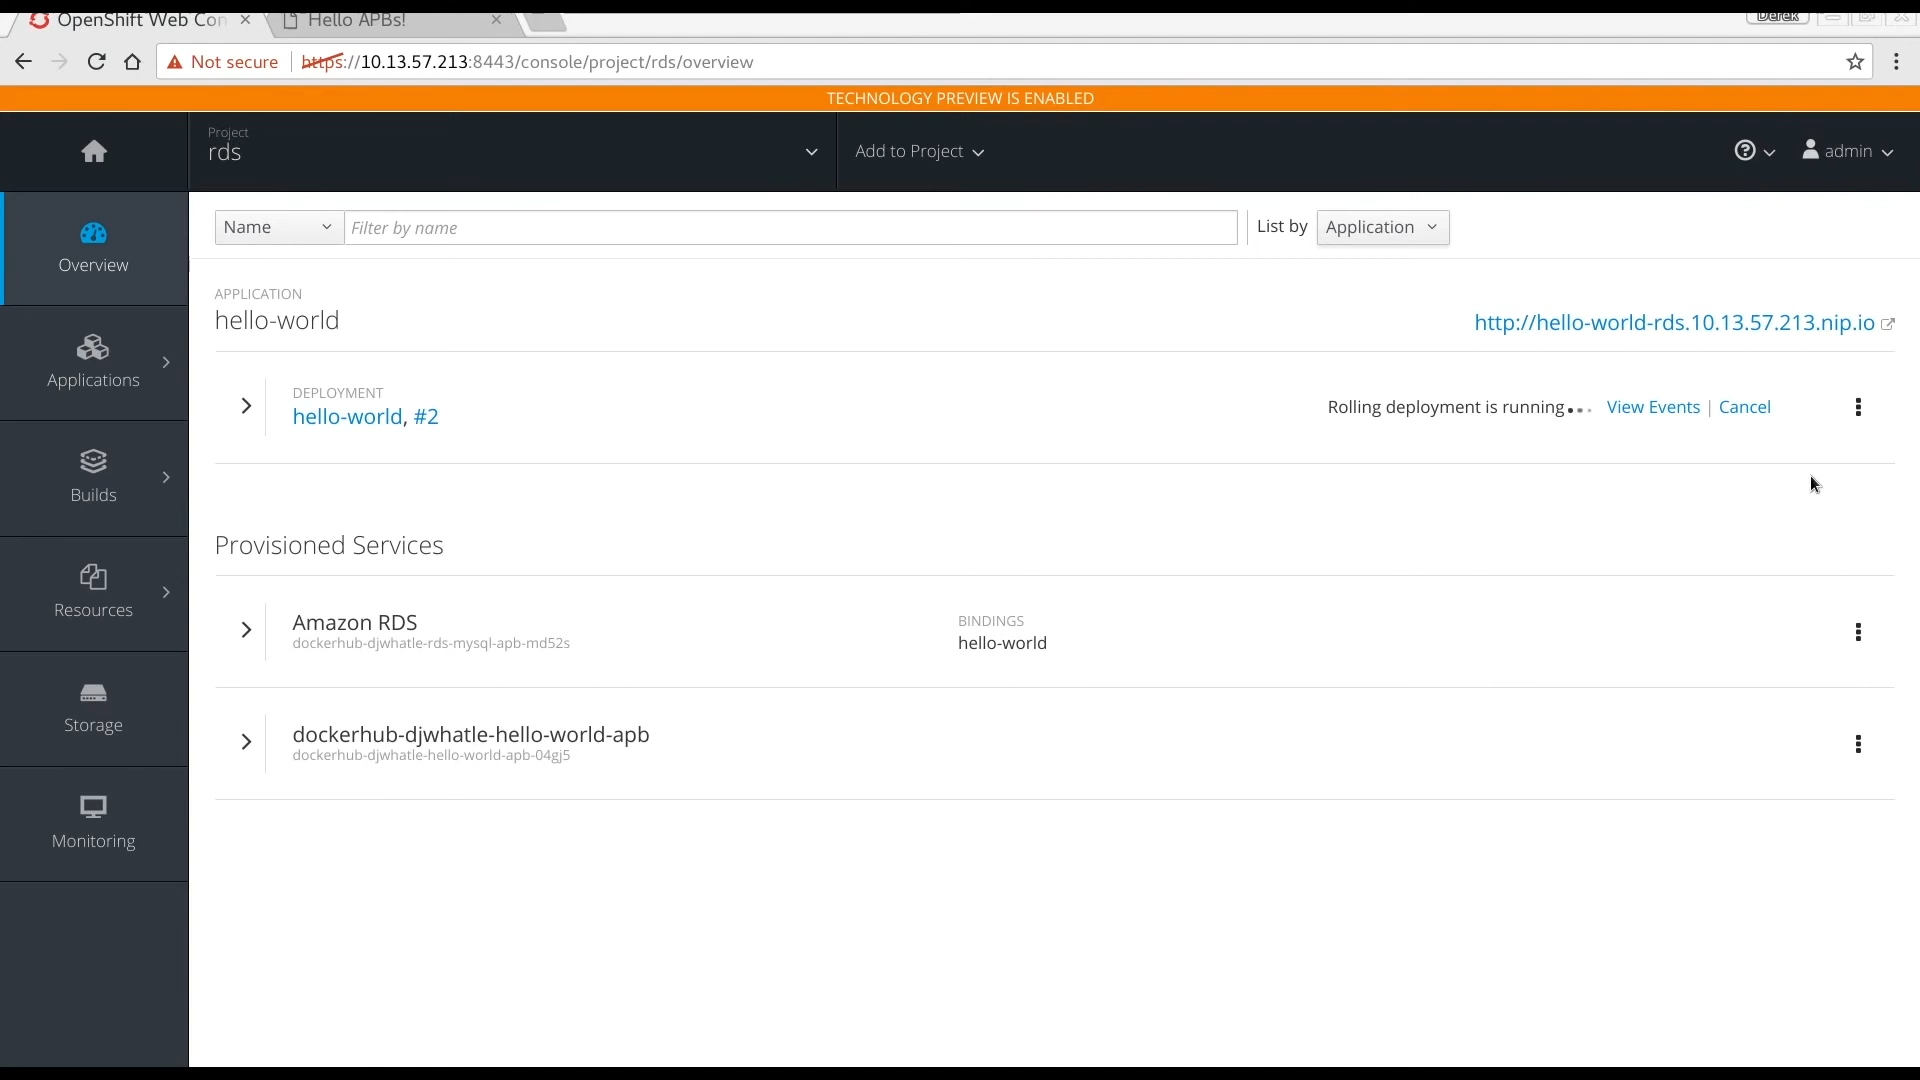 OpenShift Web Con
Hello APBs!
Derek
Not secure
https://10.13.57.213:8443/console/project/rds/overview
TECHNOLOGY PREVIEW IS ENABLED
Project
rds
Add to Project
admin
Overview
Applications
Builds
Resources
Storage
Monitoring
Name
Filter by name
List by
Application
APPLICATION
hello-world
http://hello-world-rds.10.13.57.213.nip.io
DEPLOYMENT
hello-world, #2
Rolling deployment is running
View Events | Cancel
Provisioned Services
Amazon RDS
dockerhub-djwhatle-rds-mysql-apb-md52s
BINDINGS
hello-world
dockerhub-djwhatle-hello-world-apb
dockerhub-djwhatle-hello-world-apb-04gj5